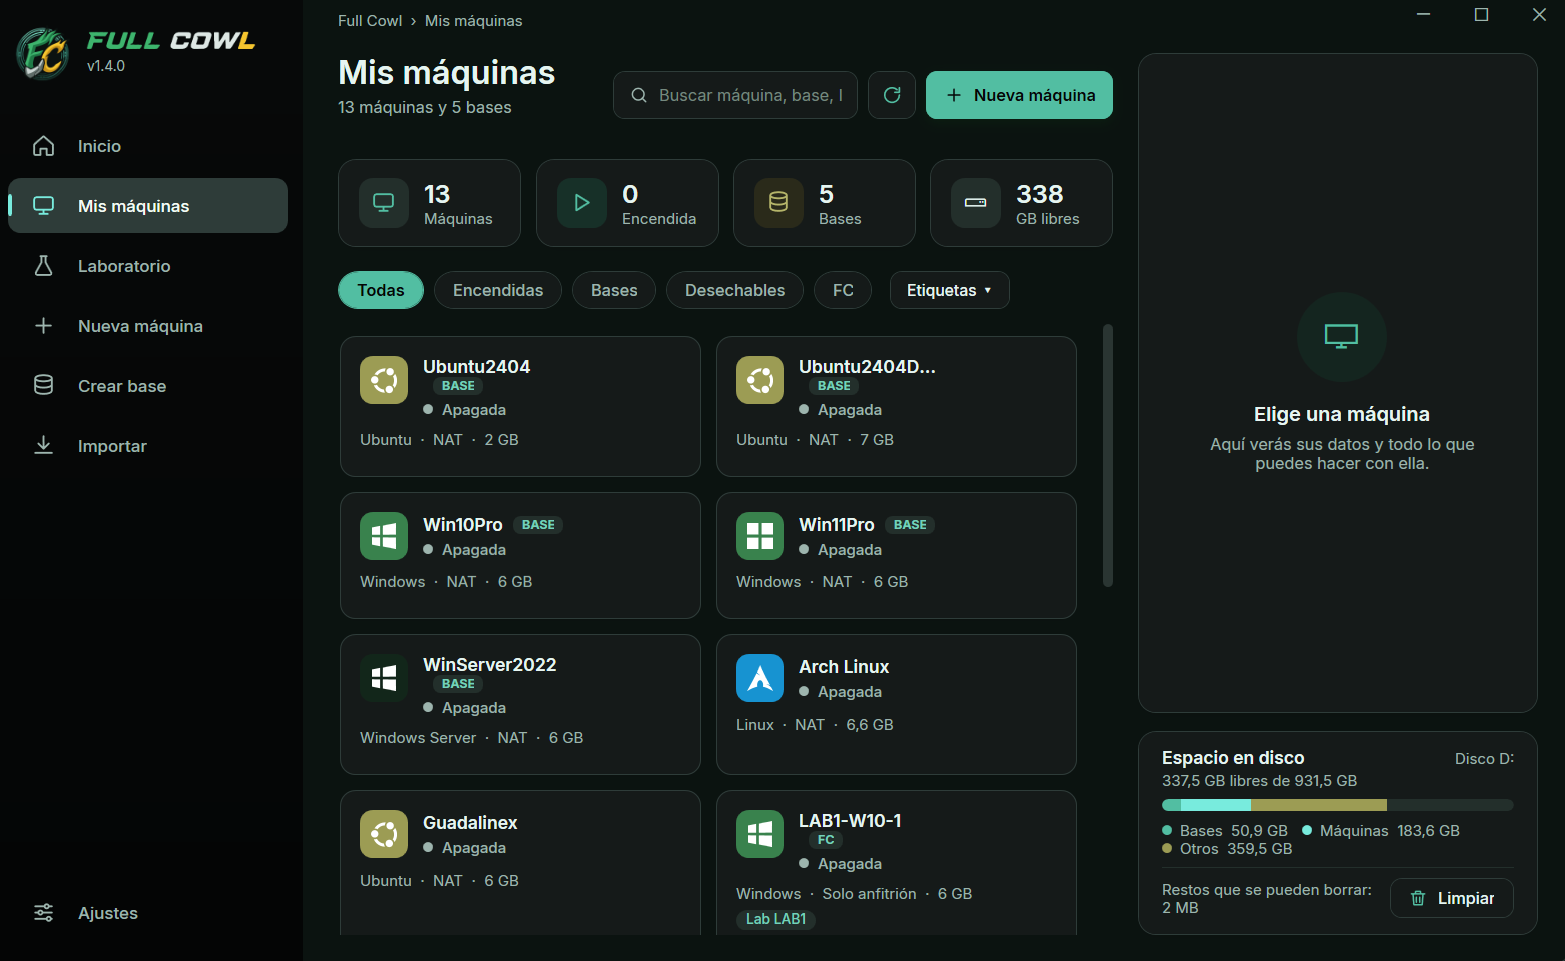 FULL COWL
v1.4.0
Inicio
Mis máquinas
Laboratorio
Nueva máquina
Crear base
Importar
Ajustes
Full Cowl › Mis máquinas
Mis máquinas
13 máquinas y 5 bases
Buscar máquina, base, I
+ Nueva máquina
13
Máquinas
0
Encendida
5
Bases
338
GB libres
Todas
Encendidas
Bases
Desechables
FC
Etiquetas ▾
Ubuntu2404
BASE
Apagada
Ubuntu · NAT · 2 GB
Ubuntu2404D...
BASE
Apagada
Ubuntu · NAT · 7 GB
Win10Pro BASE
Apagada
Windows · NAT · 6 GB
Win11Pro BASE
Apagada
Windows · NAT · 6 GB
WinServer2022
BASE
Apagada
Windows Server · NAT · 6 GB
Arch Linux
Apagada
Linux · NAT · 6,6 GB
Guadalinex
Apagada
Ubuntu · NAT · 6 GB
LAB1-W10-1
FC
Apagada
Windows · Solo anfitrión · 6 GB
Lab LAB1
Elige una máquina
Aquí verás sus datos y todo lo que
puedes hacer con ella.
Espacio en disco
Disco D:
337,5 GB libres de 931,5 GB
Bases 50,9 GB Máquinas 183,6 GB
Otros 359,5 GB
Restos que se pueden borrar:
2 MB
Limpiar